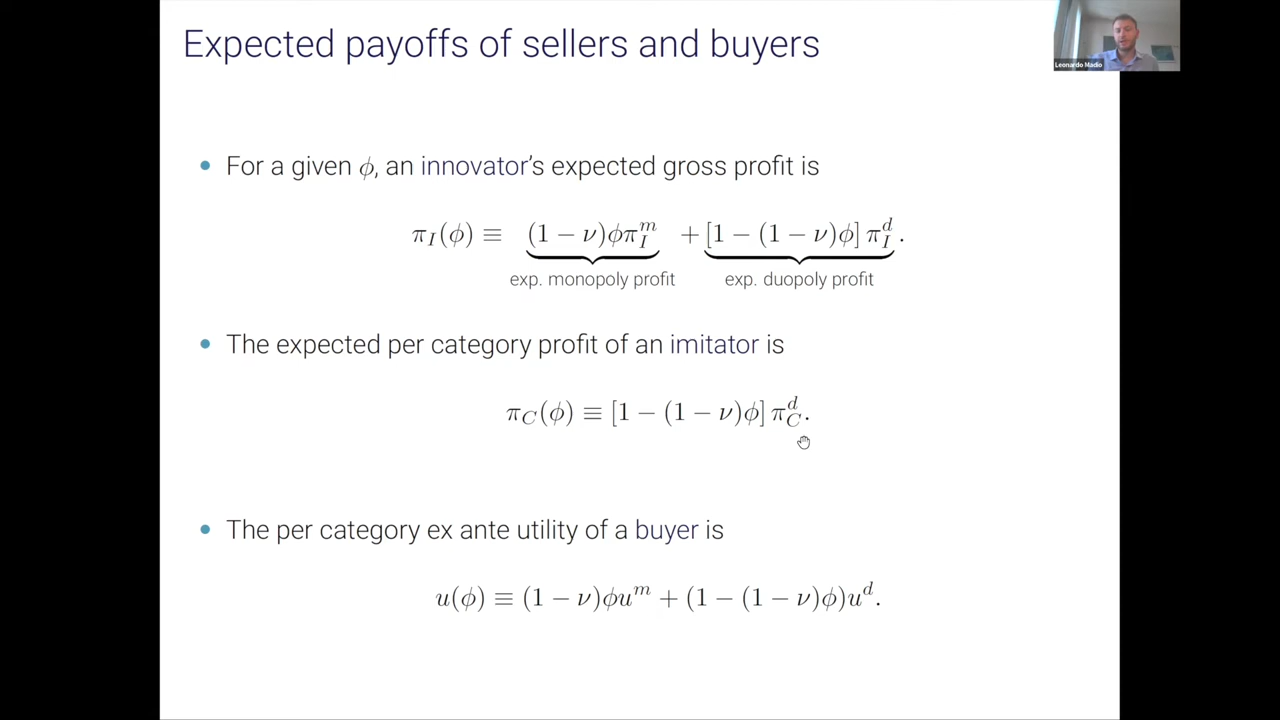 Expected payoffs of sellers and buyers
Leonardo Madio
• For a given ϕ, an innovator's expected gross profit is
π_I(ϕ) ≡ (1 − ν)ϕπ_I^m + [1 − (1 − ν)ϕ] π_I^d .
exp. monopoly profit exp. duopoly profit
• The expected per category profit of an imitator is
π_C(ϕ) ≡ [1 − (1 − ν)ϕ] π_C^d.
• The per category ex ante utility of a buyer is
u(ϕ) ≡ (1 − ν)ϕu^m + (1 − (1 − ν)ϕ)u^d.